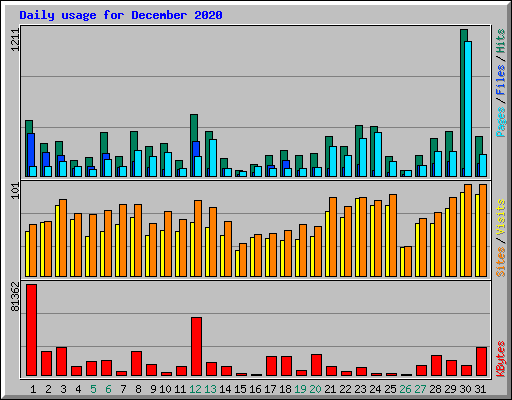 Daily usage for December 2020
1211
Pages / Files / Hits
101
Sites / Visits
81362
KBytes
1 2 3 4 5 6 7 8 9 10 11 12 13 14 15 16 17 18 19 20 21 22 23 24 25 26 27 28 29 30 31